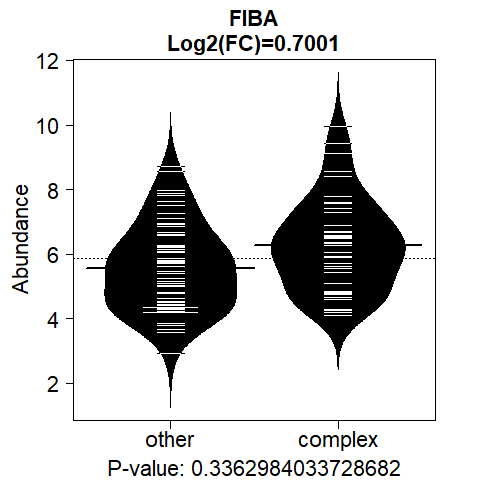 FIBA
Log2(FC)=0.7001
12
10
8
6
4
2
Abundance
other complex
P-value: 0.3362984033728682